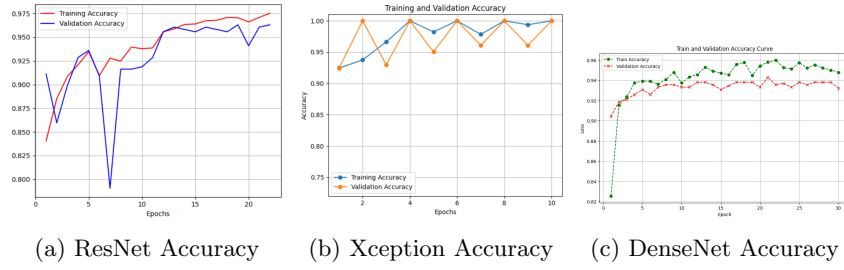 Training Accuracy
Validation Accuracy
0.975
0.950
0.925
0.900
0.875
0.850
0.825
0.800
0 5 10 15 20
Epochs
(a) ResNet Accuracy
Training and Validation Accuracy
Accuracy
1.00
0.95
0.90
0.85
0.80
0.75
Training Accuracy
Validation Accuracy
2 4 6 8 10
Epochs
(b) Xception Accuracy
Train and Validation Accuracy Curve
Train Accuracy
Validation Accuracy
Loss
0.96
0.94
0.92
0.90
0.88
0.86
0.84
0.82
0 5 10 15 20 25 30
Epoch
(c) DenseNet Accuracy